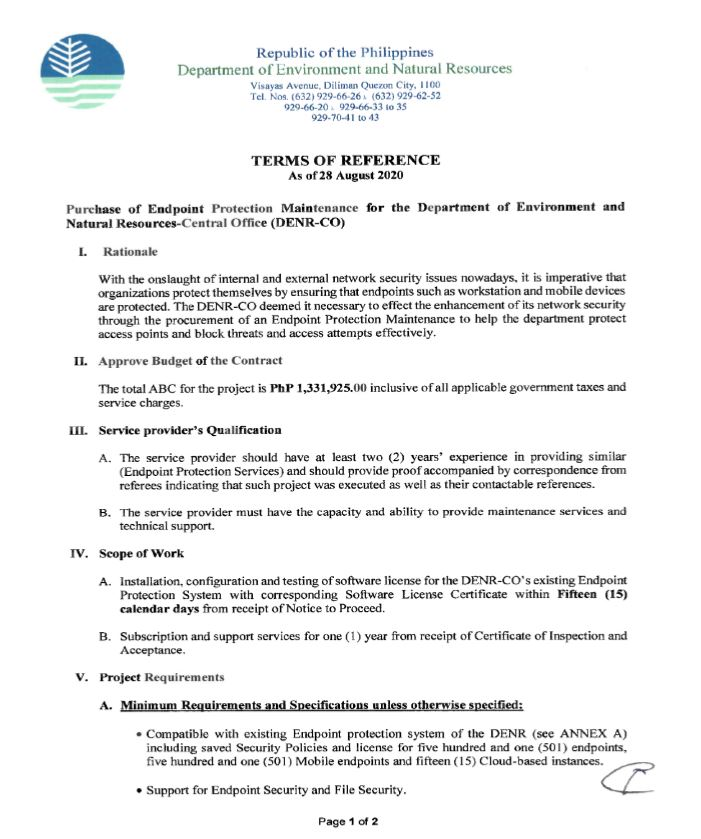 Republic of the Philippines
Department of Environment and Natural Resources
Visayas Avenue, Diliman Quezon City, 1100
Tel. Nos. (632) 929-66-26 (632) 929-62-52
929-66-20 929-66-33 to 35
929-70-41 to 43
TERMS OF REFERENCE
As of 28 August 2020
Purchase of Endpoint Protection Maintenance for the Department of Environment and
Natural Resources-Central Office (DENR-CO)
I. Rationale
With the onslaught of internal and external network security issues nowadays, it is imperative that
organizations protect themselves by ensuring that endpoints such as workstation and mobile devices
are protected. The DENR-CO deemed it necessary to effect the enhancement of its network security
through the procurement of an Endpoint Protection Maintenance to help the department protect
access points and block threats and access attempts effectively.
II. Approve Budget of the Contract
The total ABC for the project is PhP 1,331,925.00 inclusive of all applicable government taxes and
service charges.
III. Service provider's Qualification
A. The service provider should have at least two (2) years' experience in providing similar
(Endpoint Protection Services) and should provide proof accompanied by correspondence from
referees indicating that such project was executed as well as their contactable references.
B. The service provider must have the capacity and ability to provide maintenance services and
technical support.
IV. Scope of Work
A. Installation, configuration and testing of software license for the DENR-CO's existing Endpoint
Protection System with corresponding Software License Certificate within Fifteen (15)
calendar days from receipt of Notice to Proceed.
B. Subscription and support services for one (1) year from receipt of Certificate of Inspection and
Acceptance.
V. Project Requirements
A. Minimum Requirements and Specifications unless otherwise specified:
• Compatible with existing Endpoint protection system of the DENR (see ANNEX A)
including saved Security Policies and license for five hundred and one (501) endpoints,
five hundred and one (501) Mobile endpoints and fifteen (15) Cloud-based instances.
• Support for Endpoint Security and File Security.
Page 1 of 2